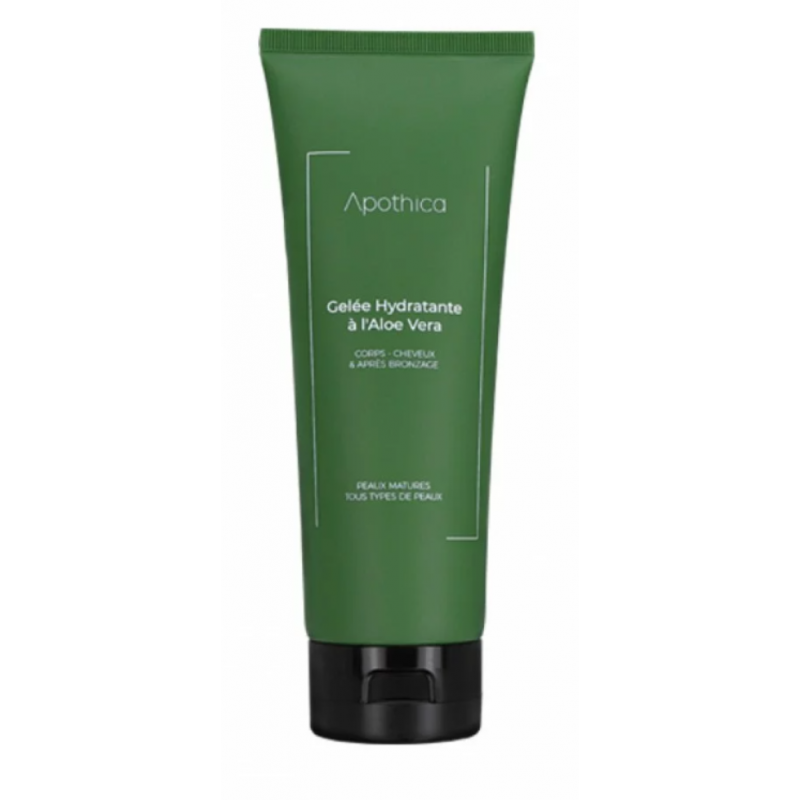 Apothica
Gelée Hydratante
à l'Aloe Vera
CORPS - CHEVEUX
& APRÈS BRONZAGE
PEAUX MATURES
TOUS TYPES DE PEAUX